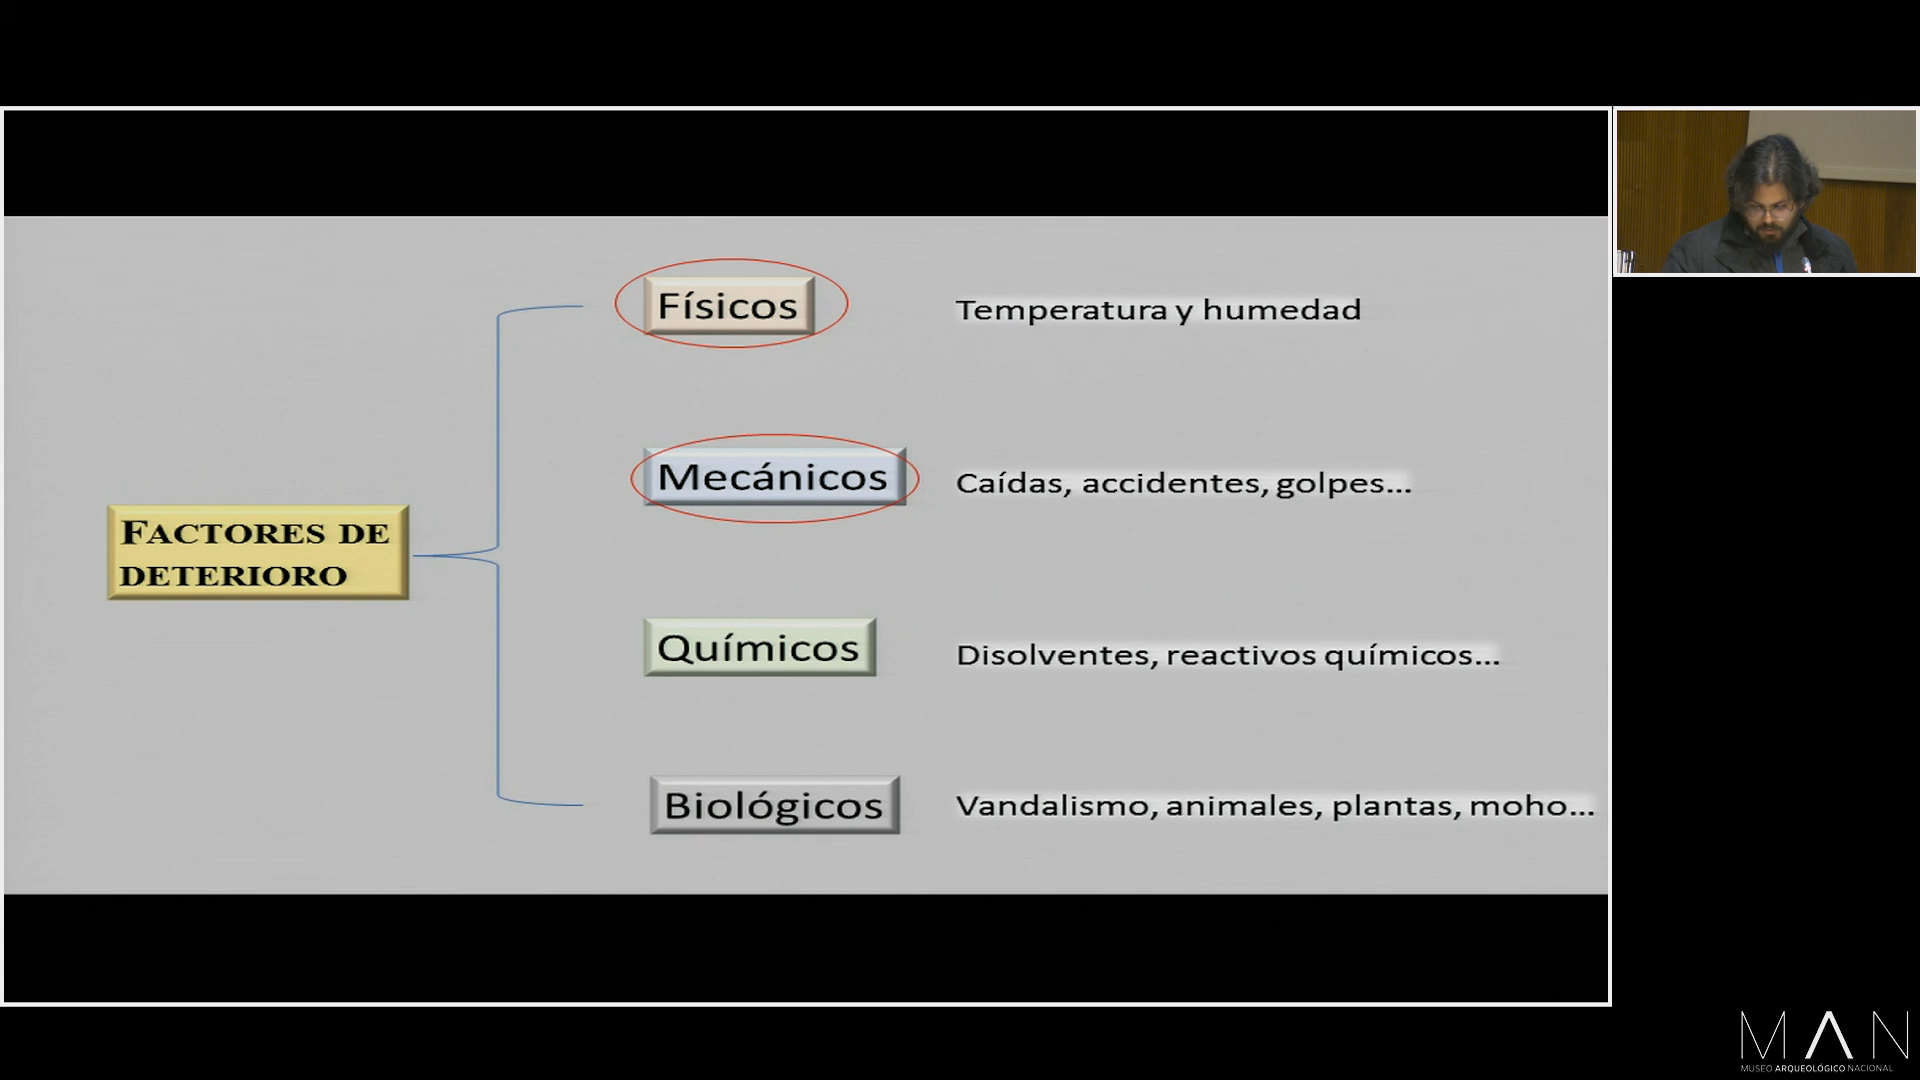 Físicos
Temperatura y humedad
Mecánicos
Caídas, accidentes, golpes...
FACTORES DE
DETERIORO
Químicos
Disolventes, reactivos químicos...
Biológicos
Vandalismo, animales, plantas, moho...
MAN
MUSEO ARQUEOLÓGICO NACIONAL